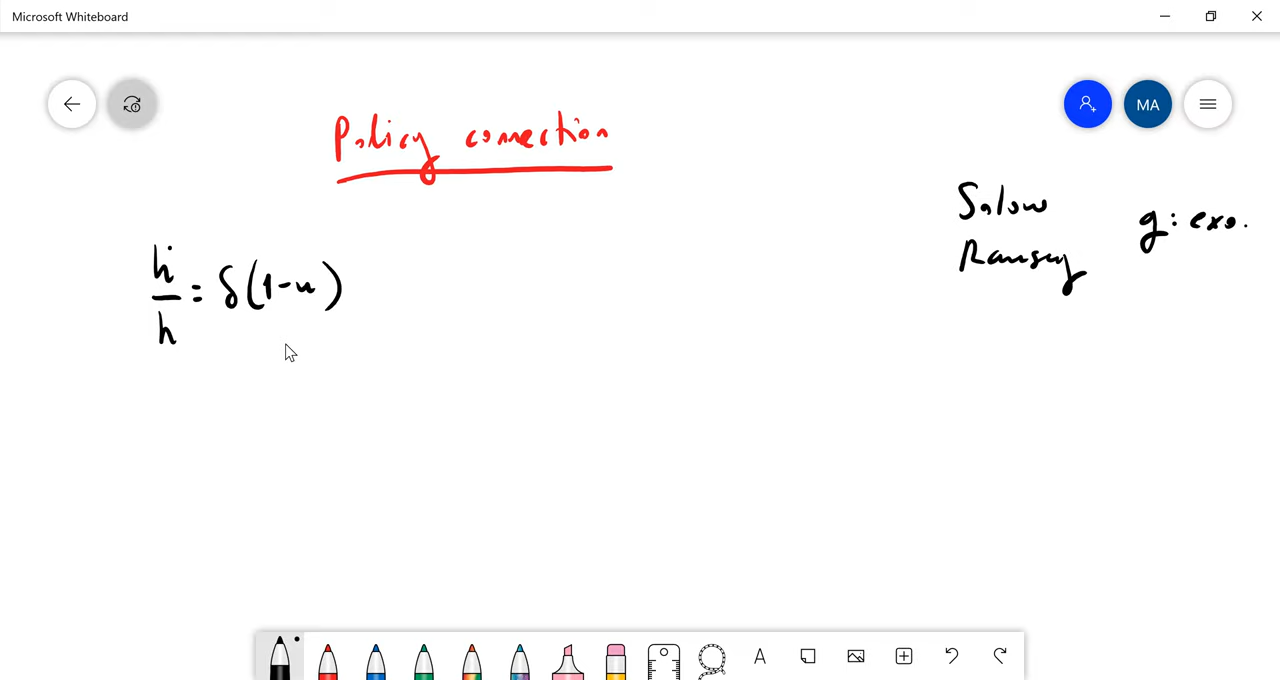 Microsoft Whiteboard
MA
Policy connection
Solow
Ramsey
g: exo.
ḣ/h = δ(1-u)
A